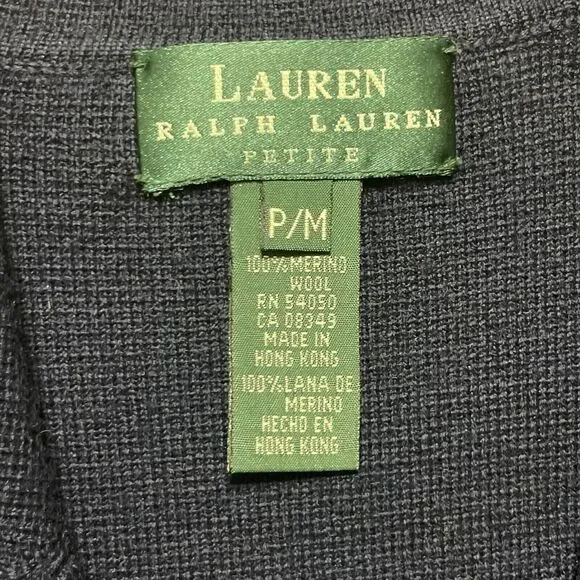 LAUREN
RALPH LAUREN
PETITE
P/M
100% MERINO
WOOL
RN 54050
CA 08349
MADE IN
HONG KONG
100% LANA DE
MERINO
HECHO EN
HONG KONG